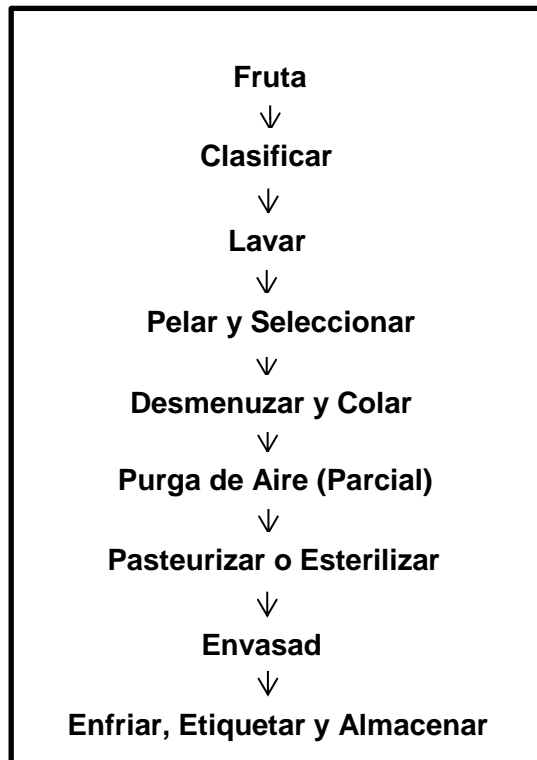 Fruta
Clasificar
Lavar
Pelar y Seleccionar
Desmenuzar y Colar
Purga de Aire (Parcial)
Pasteurizar o Esterilizar
Envasad
Enfriar, Etiquetar y Almacenar